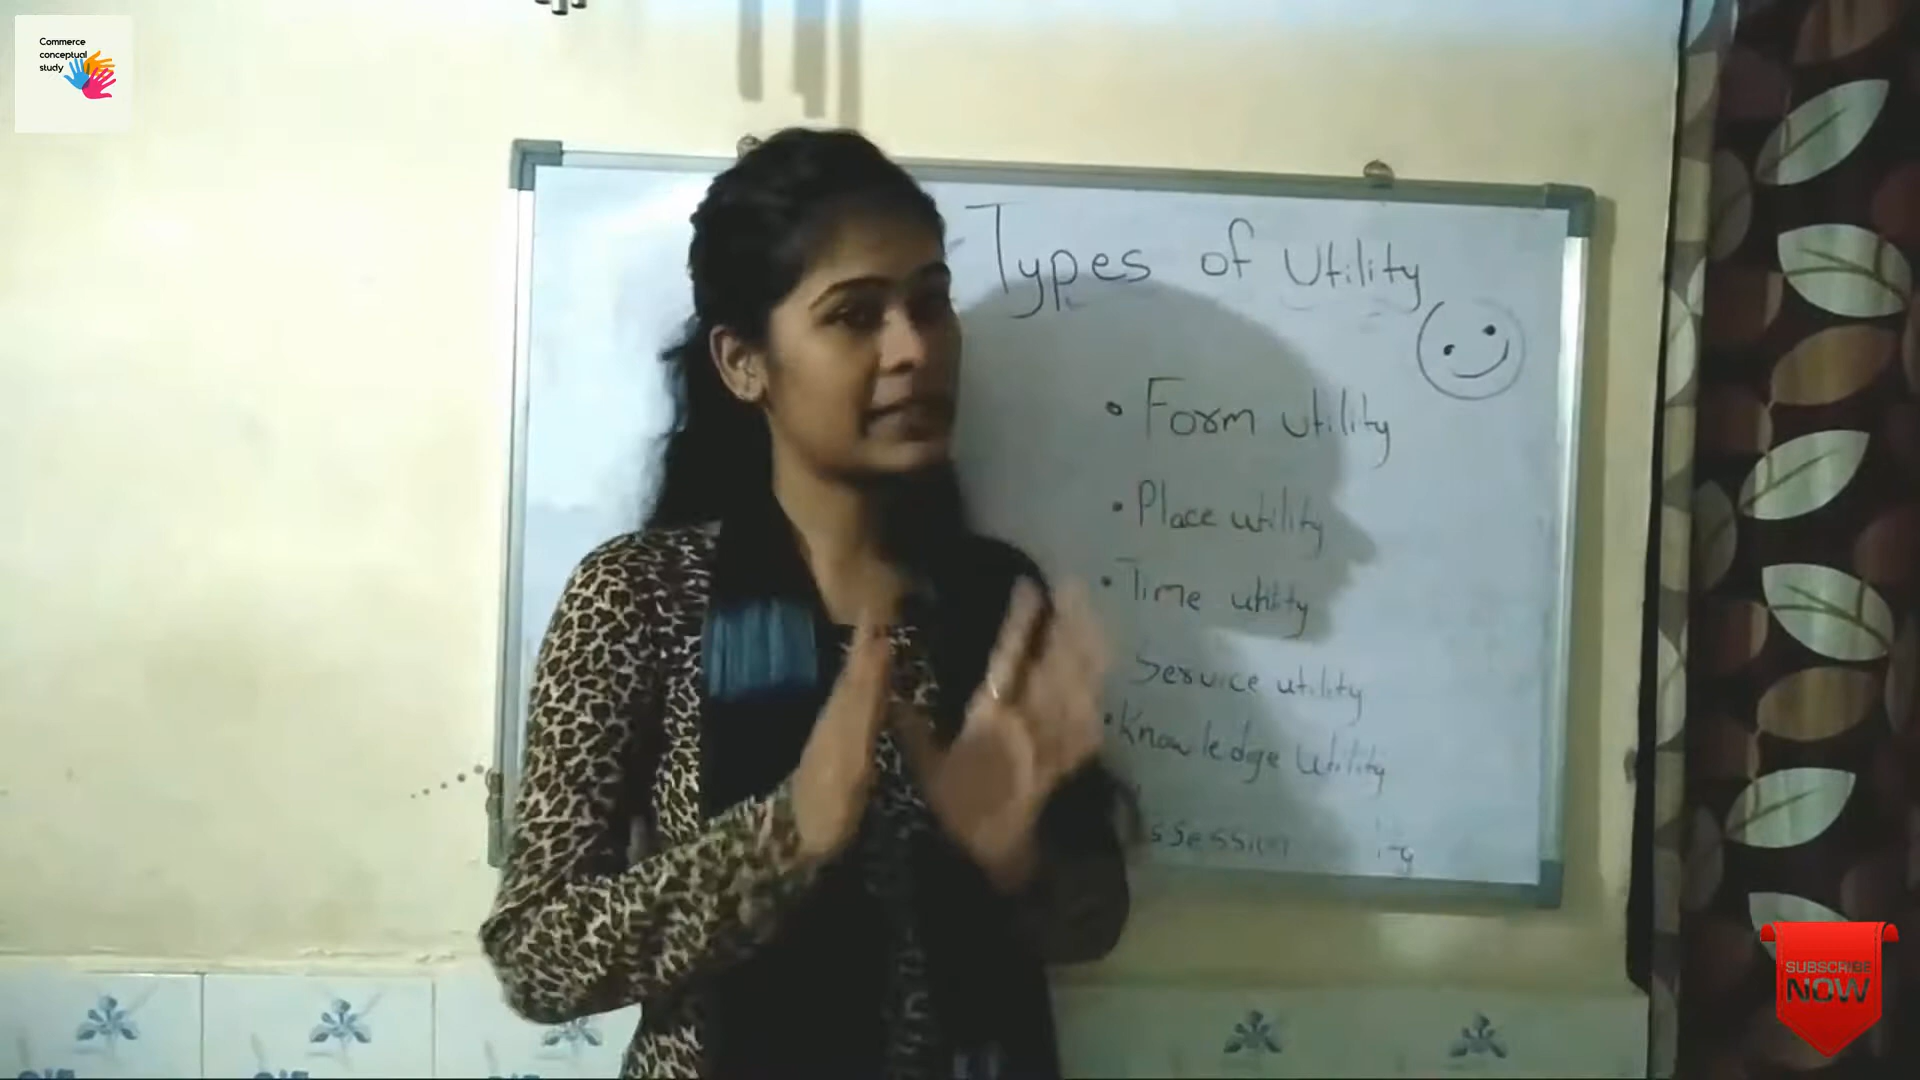 Commerce
conceptual
study
Types of Utility
• Form utility
• Place utility
• Time utility
Service utility
• Knowledge utility
SUBSCRIBE
NOW